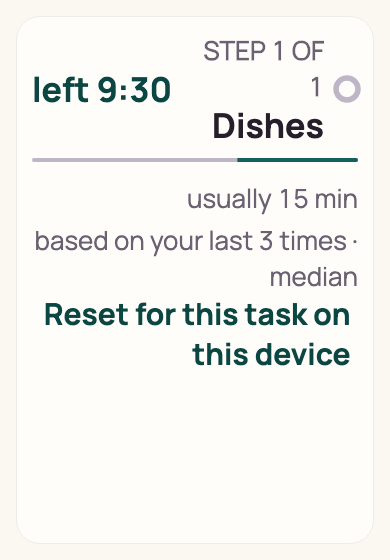 STEP 1 OF
1
left 9:30
Dishes
usually 15 min
based on your last 3 times ·
median
Reset for this task on
this device